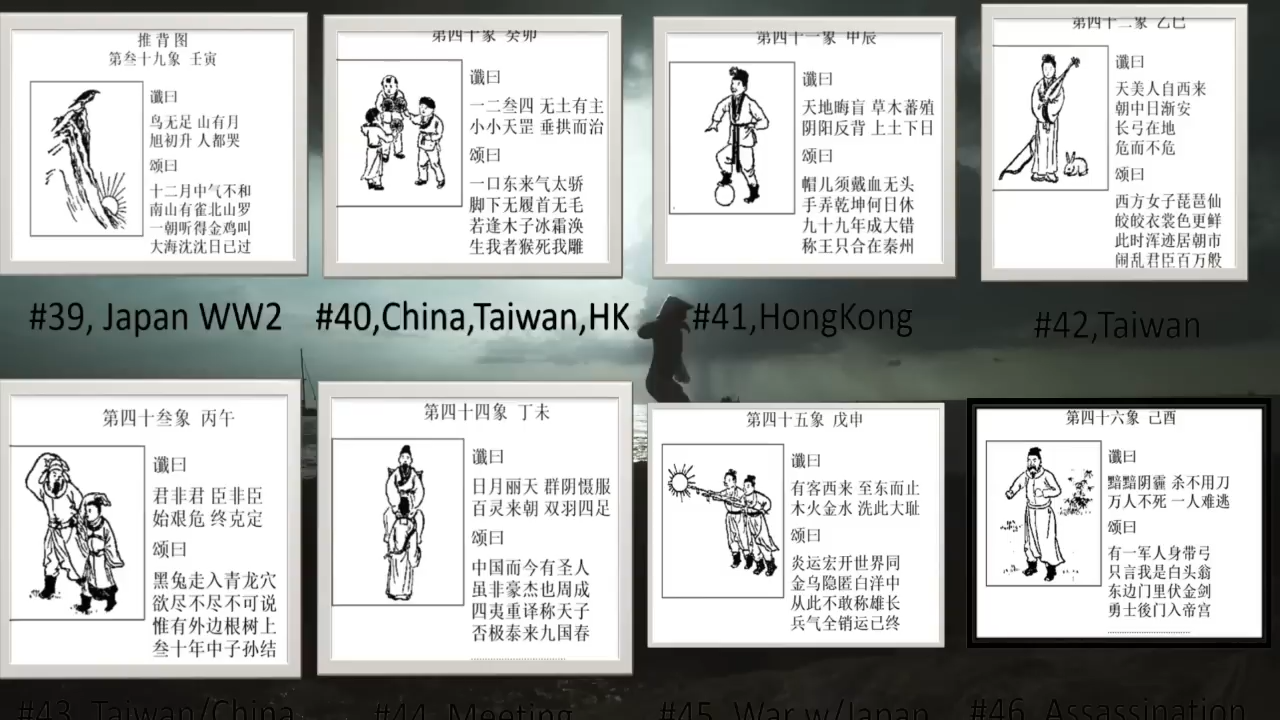 推背图
第叁十九象 壬寅
谶曰
鸟无足 山有月
旭初升 人都哭
颂曰
十二月中气不和
南山有雀北山罗
一朝听得金鸡叫
大海沈沈日已过
#39, Japan WW2
第四十象 癸卯
谶曰
一二叁四 无土有主
小小天罡 垂拱而治
颂曰
一口东来气太骄
脚下无履首无毛
若逢木子冰霜涣
生我者猴死我雕
#40,China,Taiwan,HK
第四十一象 甲辰
谶曰
天地晦盲 草木蕃殖
阴阳反背 上土下日
颂曰
帽儿须戴血无头
手弄乾坤何日休
九十九年成大错
称王只合在秦州
#41,HongKong
第四十二象 乙巳
谶曰
天美人自西来
朝中日渐安
长弓在地
危而不危
颂曰
西方女子琵琶仙
皎皎衣裳色更鲜
此时浑迹居朝市
闹乱君臣百万般
#42,Taiwan
第四十叁象 丙午
谶曰
君非君 臣非臣
始艰危 终克定
颂曰
黑兔走入青龙穴
欲尽不尽不可说
惟有外边根树上
叁十年中子孙结
#43, Taiwan/China
第四十四象 丁未
谶曰
日月丽天 群阴慑服
百灵来朝 双羽四足
颂曰
中国而今有圣人
虽非豪杰也周成
四夷重译称天子
否极泰来九国春
#44, Meeting
第四十五象 戊申
谶曰
有客西来 至东而止
木火金水 洗此大耻
颂曰
炎运宏开世界同
金乌隐匿白洋中
从此不敢称雄长
兵气全销运已终
#45, War w/Japan
第四十六象 己酉
谶曰
黯黯阴霾 杀不用刀
万人不死 一人难逃
颂曰
有一军人身带弓
只言我是白头翁
东边门里伏金剑
勇士後门入帝宫
#46, Assassination